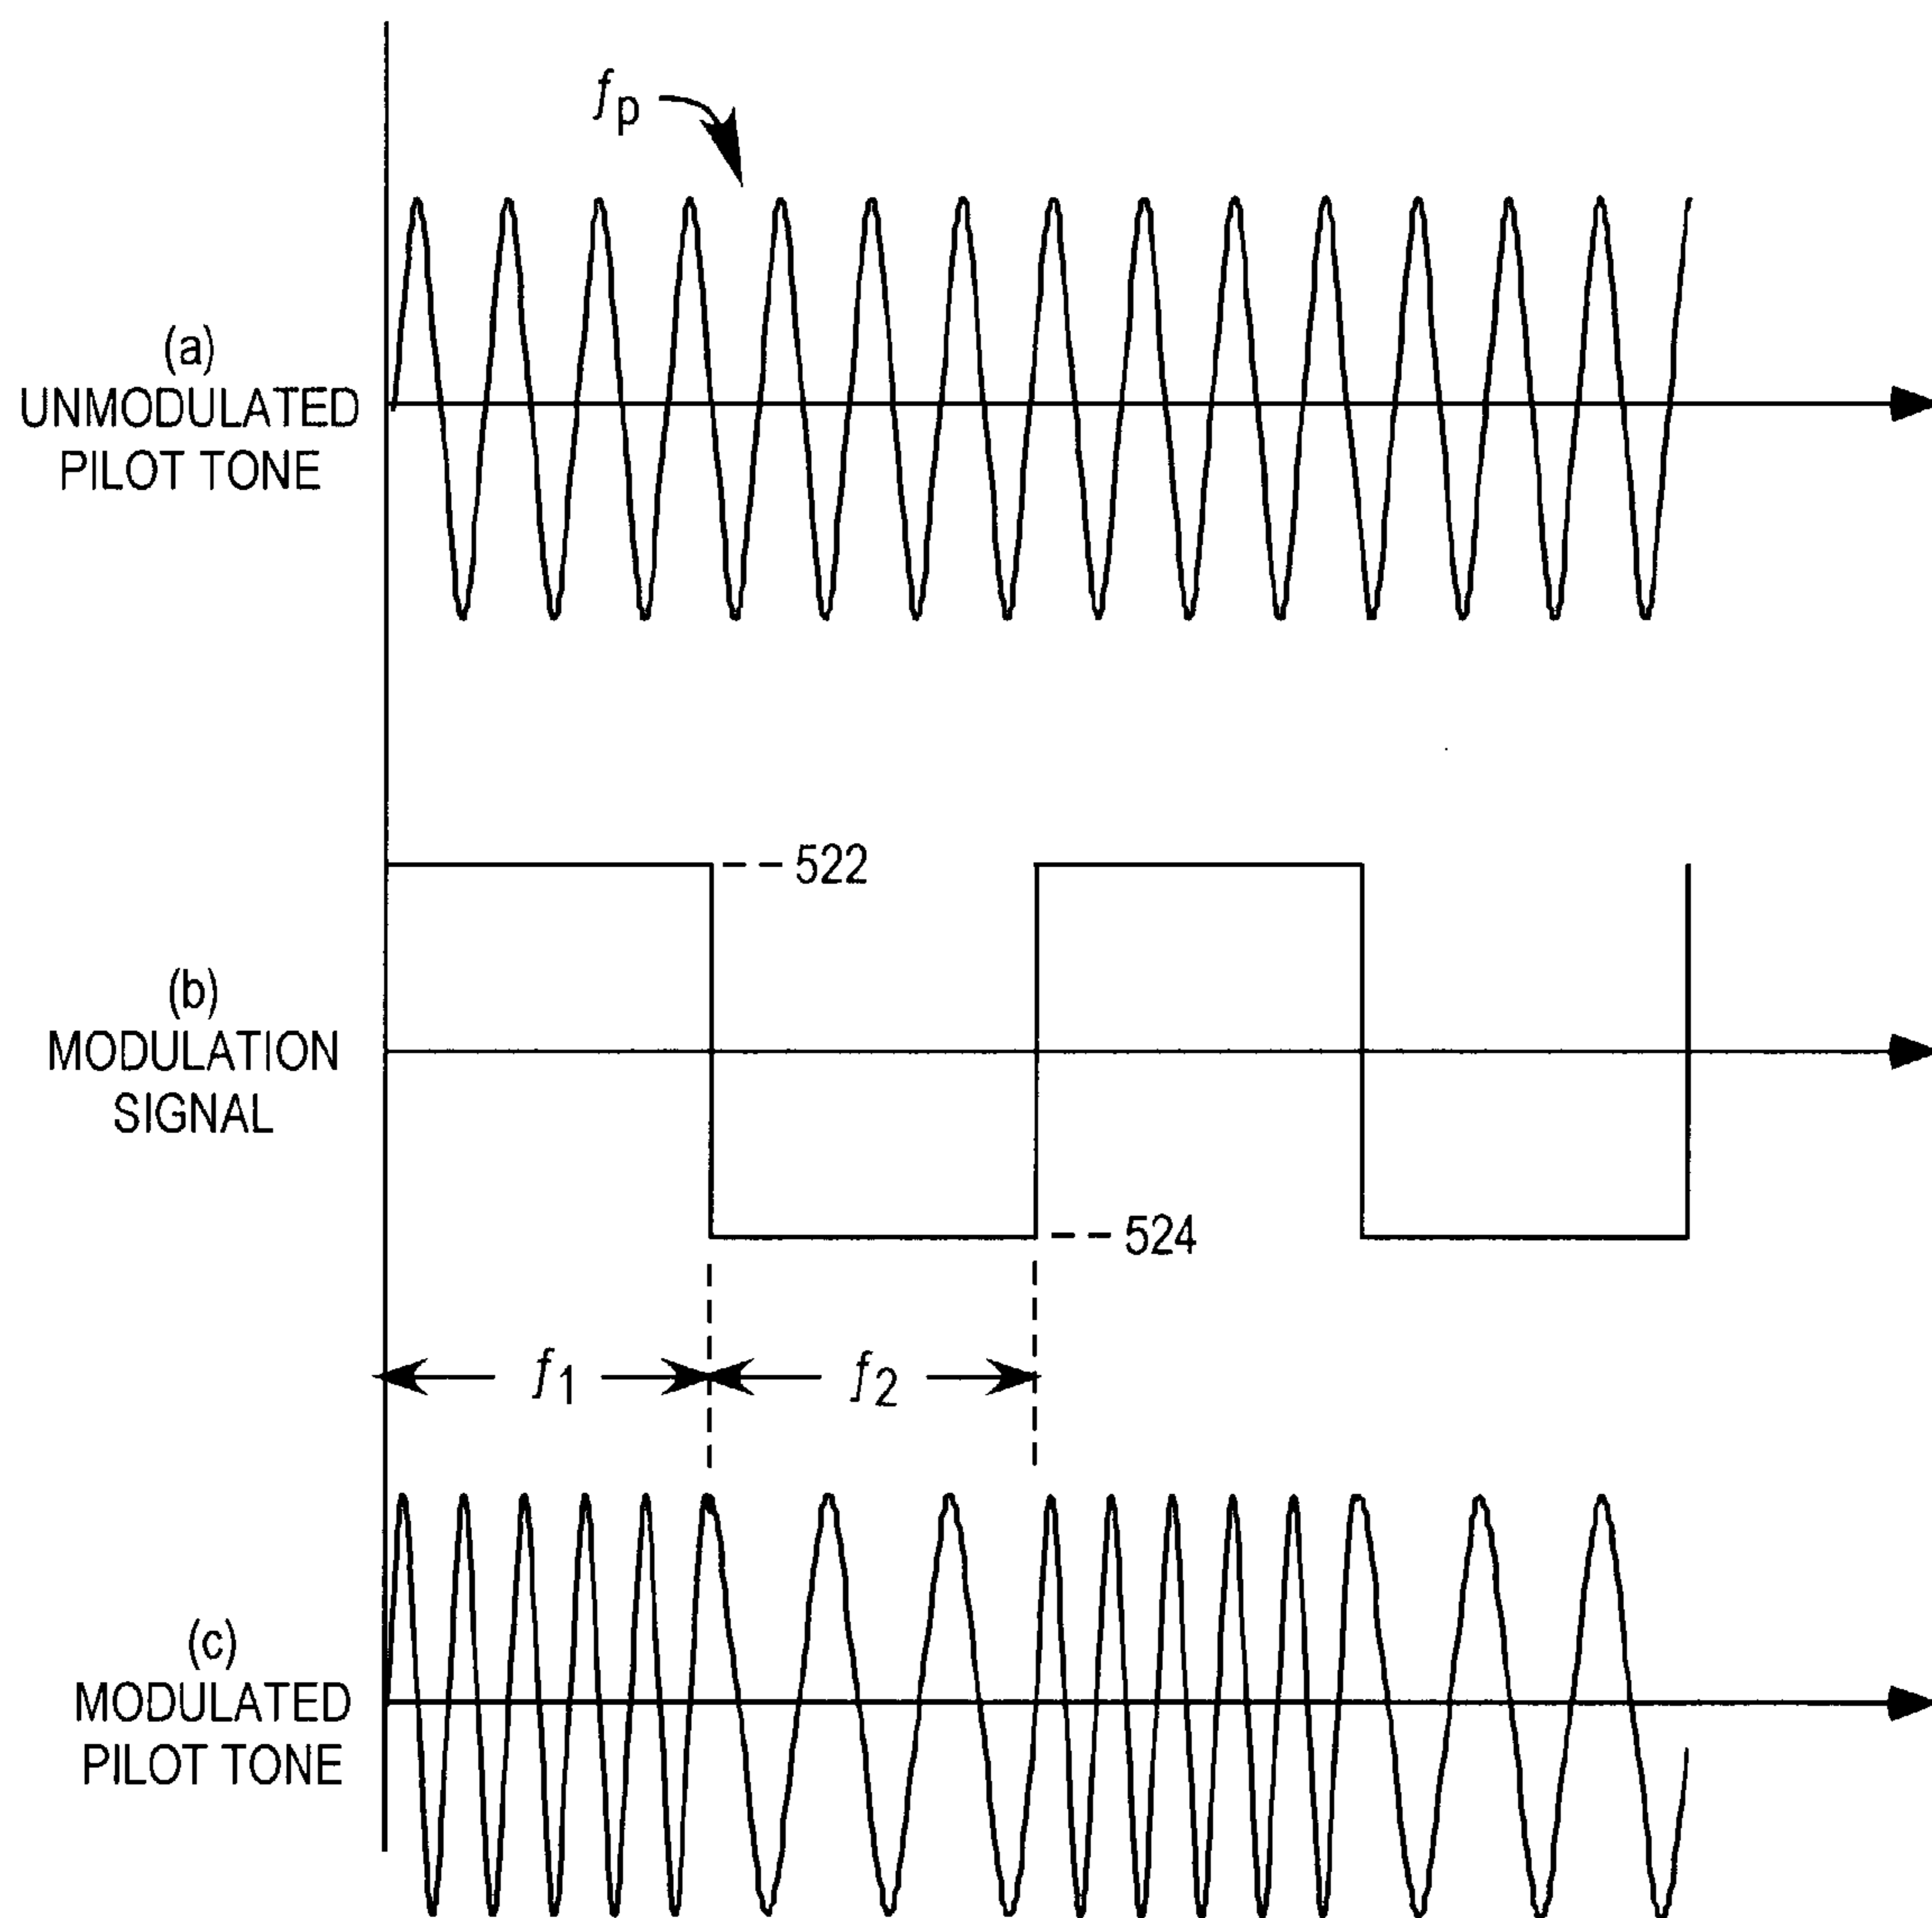 fp
(a)
UNMODULATED
PILOT TONE
522
(b)
MODULATION
SIGNAL
524
f1
f2
(c)
MODULATED
PILOT TONE